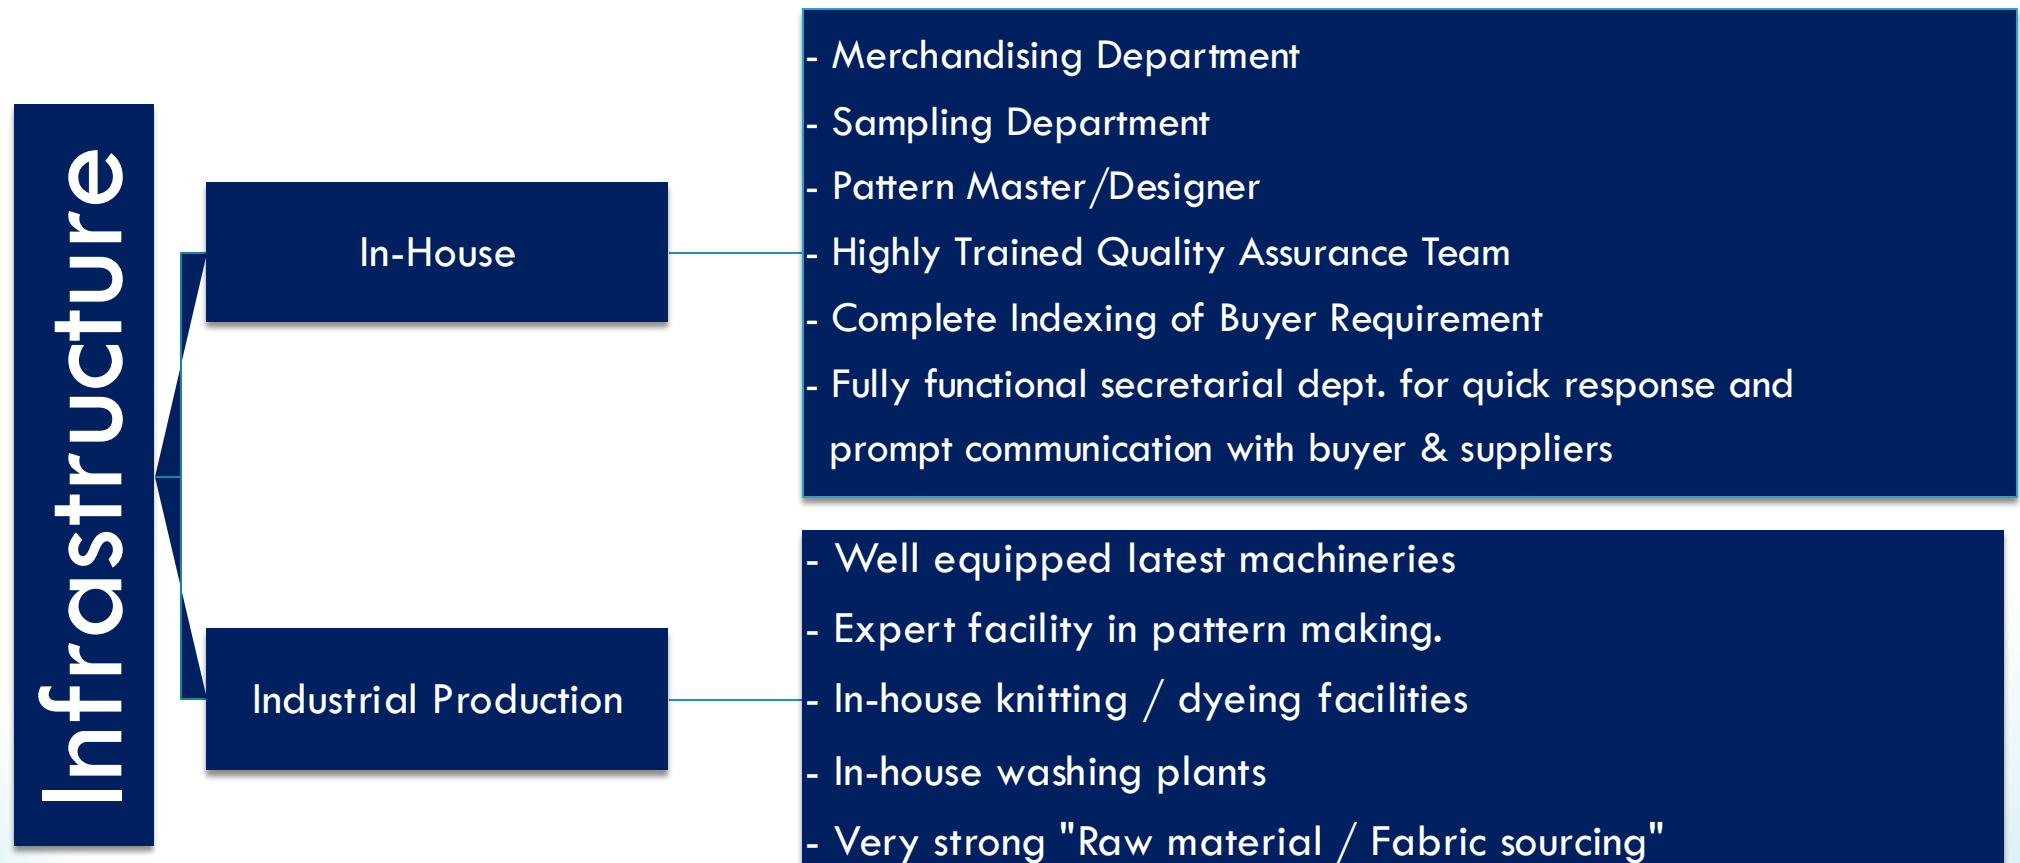 Infrastructure
In-House
- Merchandising Department
- Sampling Department
- Pattern Master/Designer
- Highly Trained Quality Assurance Team
- Complete Indexing of Buyer Requirement
- Fully functional secretarial dept. for quick response and
prompt communication with buyer & suppliers
Industrial Production
- Well equipped latest machineries
- Expert facility in pattern making.
- In-house knitting / dyeing facilities
- In-house washing plants
- Very strong "Raw material / Fabric sourcing"